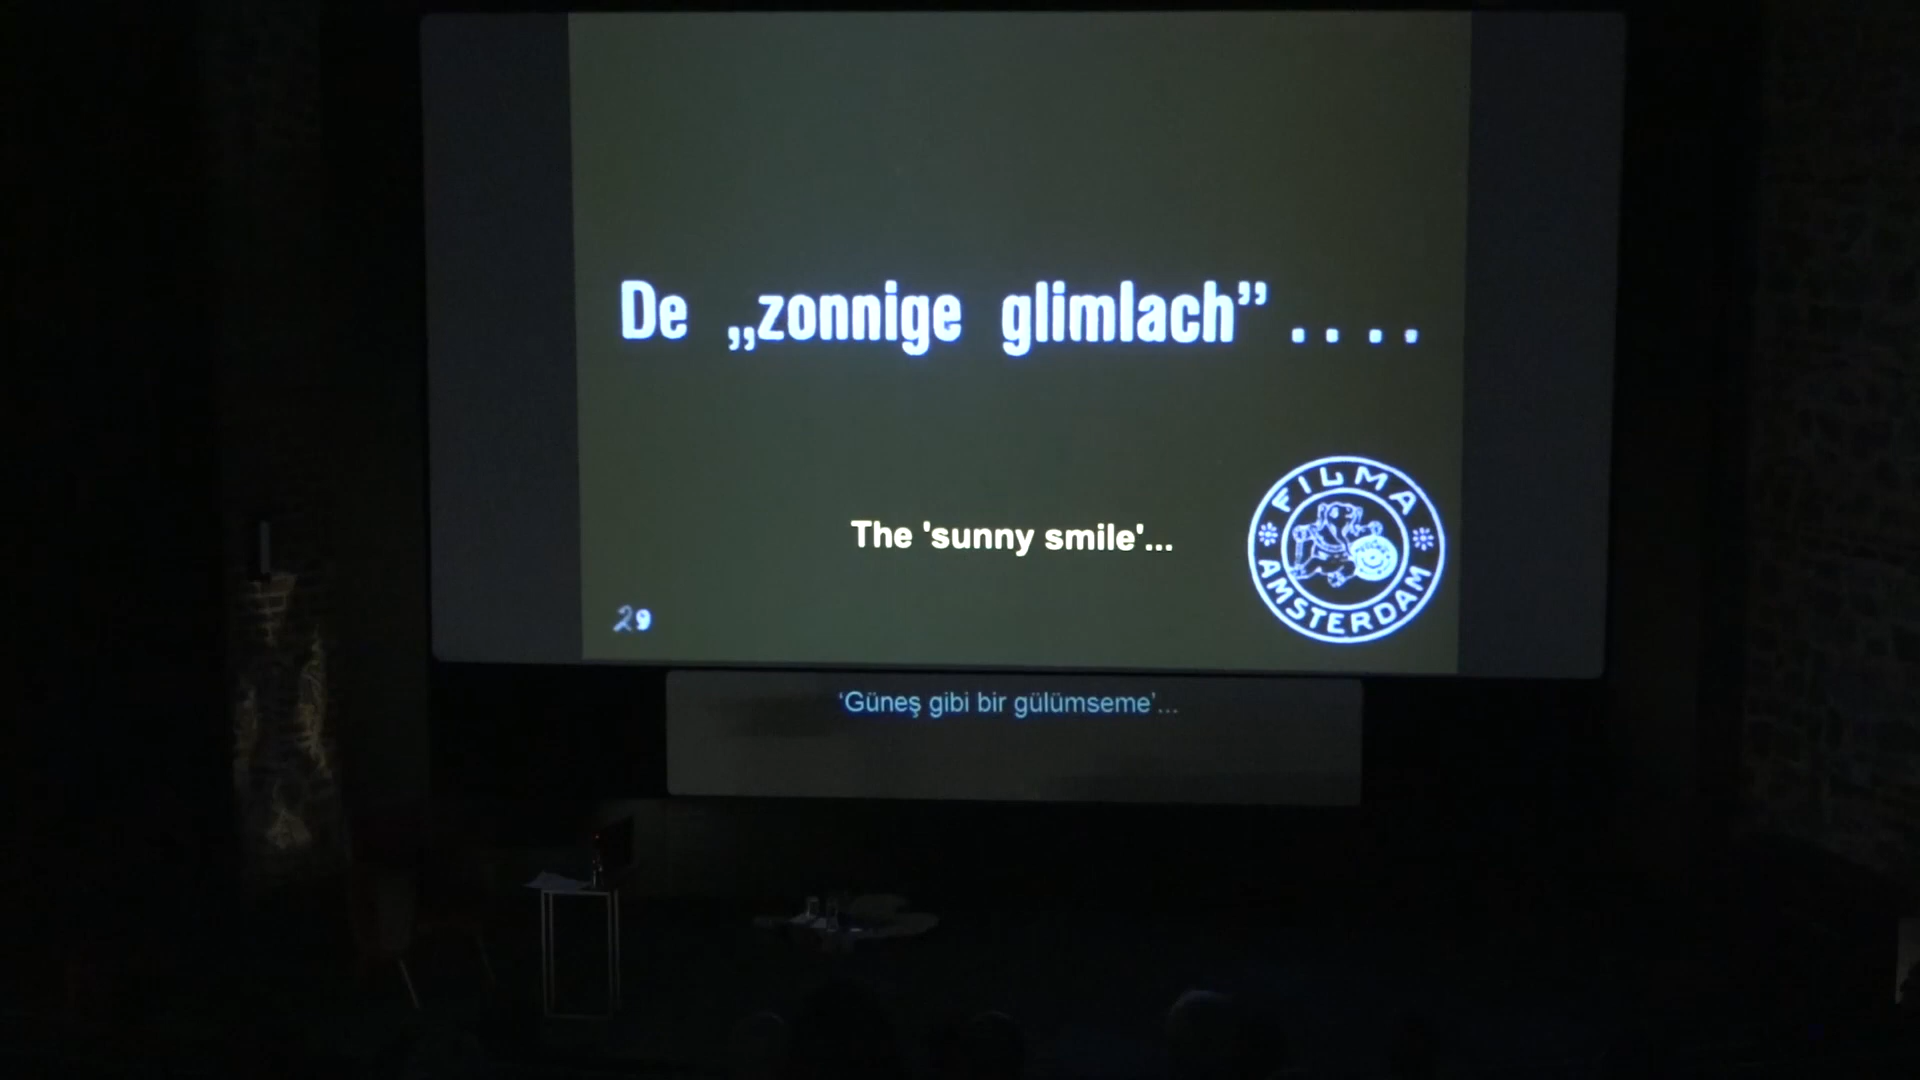 De „zonnige glimlach”....
The 'sunny smile'...
FILMA
AMSTERDAM
29
‘Güneş gibi bir gülümseme’...